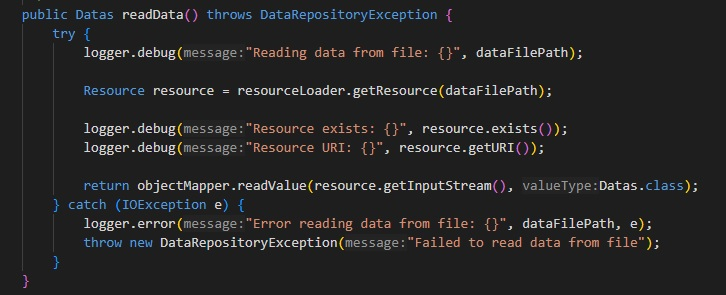 public Datas readData() throws DataRepositoryException {
try {
logger.debug(message:"Reading data from file: {}", dataFilePath);
Resource resource = resourceLoader.getResource(dataFilePath);
logger.debug(message:"Resource exists: {}", resource.exists());
logger.debug(message:"Resource URI: {}", resource.getURI());
return objectMapper.readValue(resource.getInputStream(), valueType:Datas.class);
} catch (IOException e) {
logger.error(message:"Error reading data from file: {}", dataFilePath, e);
throw new DataRepositoryException(message:"Failed to read data from file");
}
}